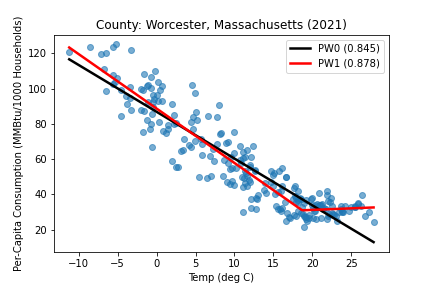 County: Worcester, Massachusetts (2021)
Per-Capita Consumption (MMBtu/1000 Households)
120
100
80
60
40
20
PW0 (0.845)
PW1 (0.878)
−10 −5 0 5 10 15 20 25
Temp (deg C)